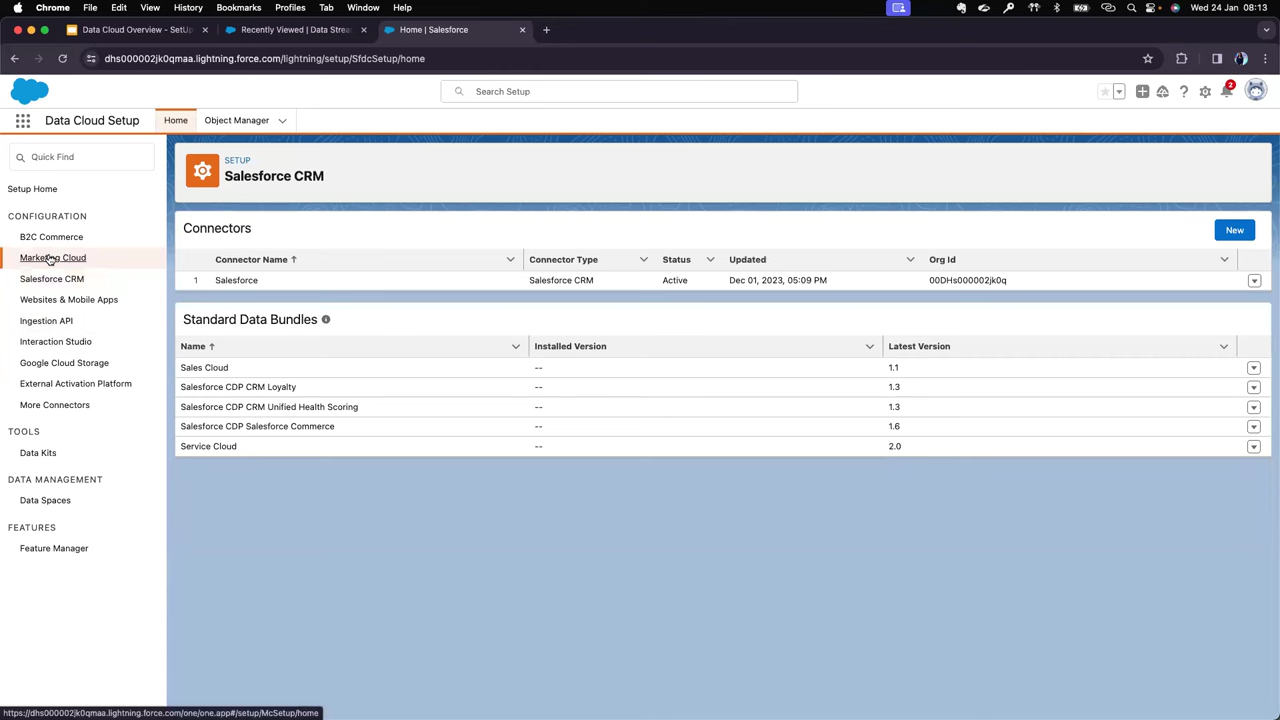 Chrome File Edit View History Bookmarks Profiles Tab Window Help Wed 24 Jan 08:13
Data Cloud Overview - SetU
Recently Viewed | Data Strea
Home | Salesforce
dhs000002jk0qmaa.lightning.force.com/lightning/setup/SfdcSetup/home
Search Setup
2
Data Cloud Setup Home Object Manager
Quick Find
Setup Home
CONFIGURATION
B2C Commerce
Marketing Cloud
Salesforce CRM
Websites & Mobile Apps
Ingestion API
Interaction Studio
Google Cloud Storage
External Activation Platform
More Connectors
TOOLS
Data Kits
DATA MANAGEMENT
Data Spaces
FEATURES
Feature Manager
SETUP
Salesforce CRM
Connectors
New
Connector Name ↑ Connector Type Status Updated Org Id
1 Salesforce Salesforce CRM Active Dec 01, 2023, 05:09 PM 00DHs000002jk0q
Standard Data Bundles
Name ↑ Installed Version Latest Version
Sales Cloud -- 1.1
Salesforce CDP CRM Loyalty -- 1.3
Salesforce CDP CRM Unified Health Scoring -- 1.3
Salesforce CDP Salesforce Commerce -- 1.6
Service Cloud -- 2.0
https://dhs000002jk0qmaa.lightning.force.com/one/one.app#/setup/McSetup/home